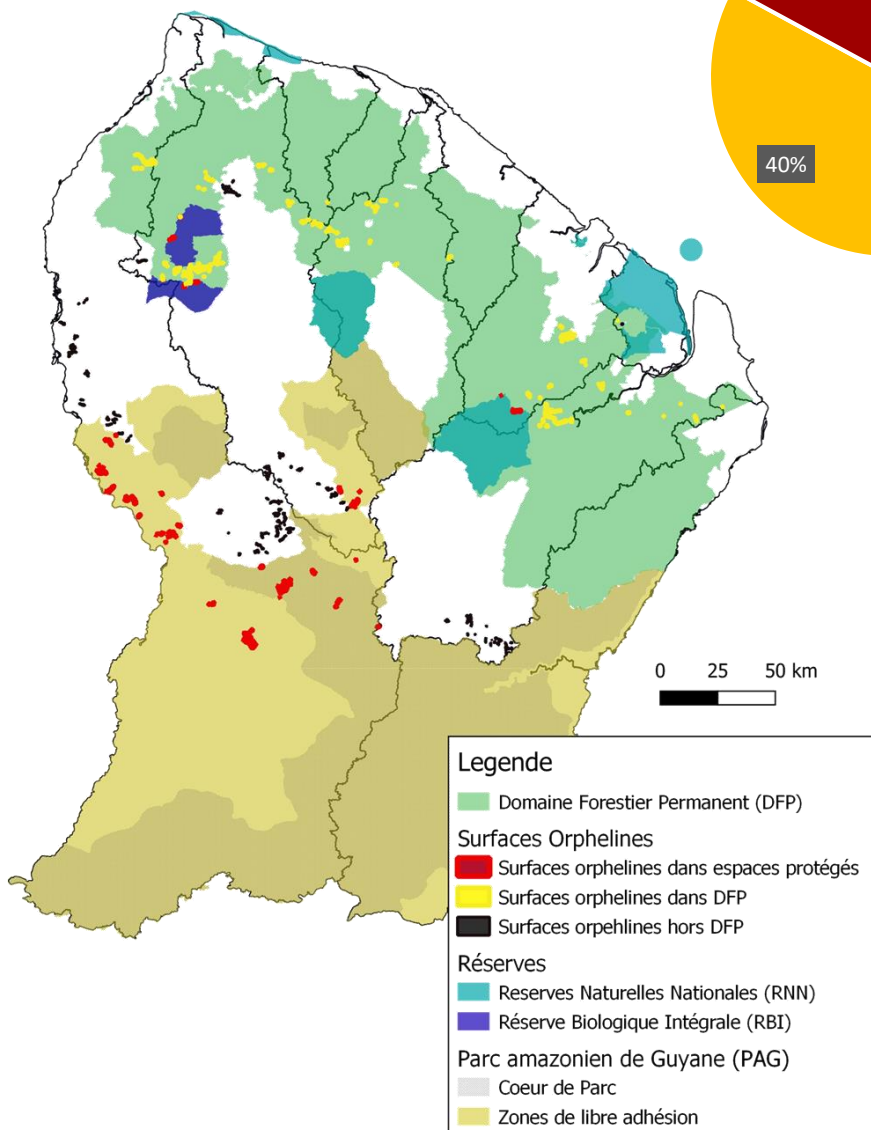 40%
0 25 50 km
Legende
Domaine Forestier Permanent (DFP)
Surfaces Orphelines
Surfaces orphelines dans espaces protégés
Surfaces orphelines dans DFP
Surfaces orpehlines hors DFP
Réserves
Reserves Naturelles Nationales (RNN)
Réserve Biologique Intégrale (RBI)
Parc amazonien de Guyane (PAG)
Coeur de Parc
Zones de libre adhésion